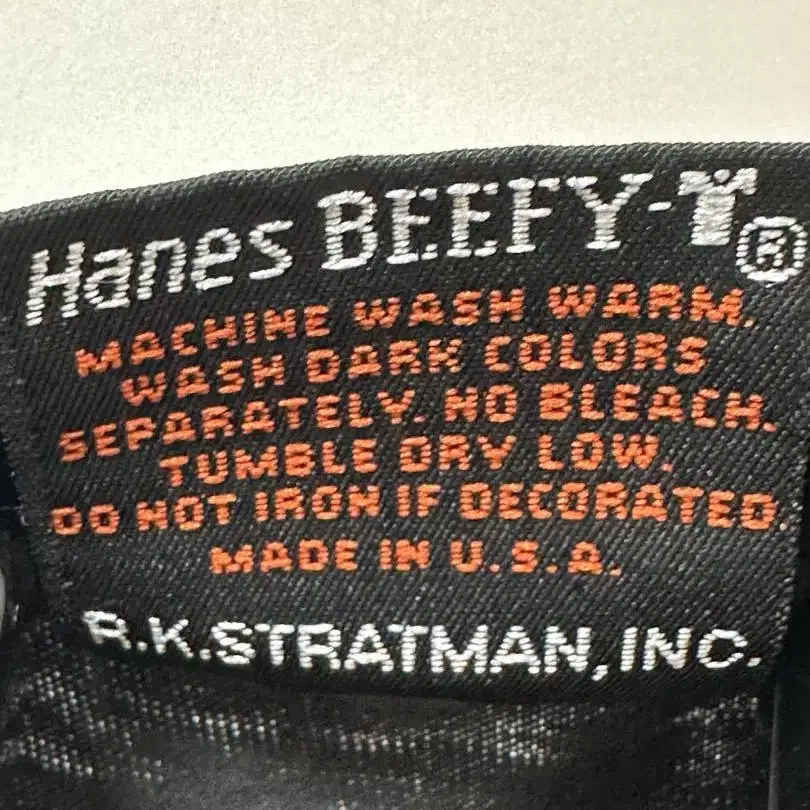 Hanes BEEFY-T®
MACHINE WASH WARM.
WASH DARK COLORS
SEPARATELY. NO BLEACH.
TUMBLE DRY LOW.
DO NOT IRON IF DECORATED.
MADE IN U.S.A.
R.K.STRATMAN, INC.